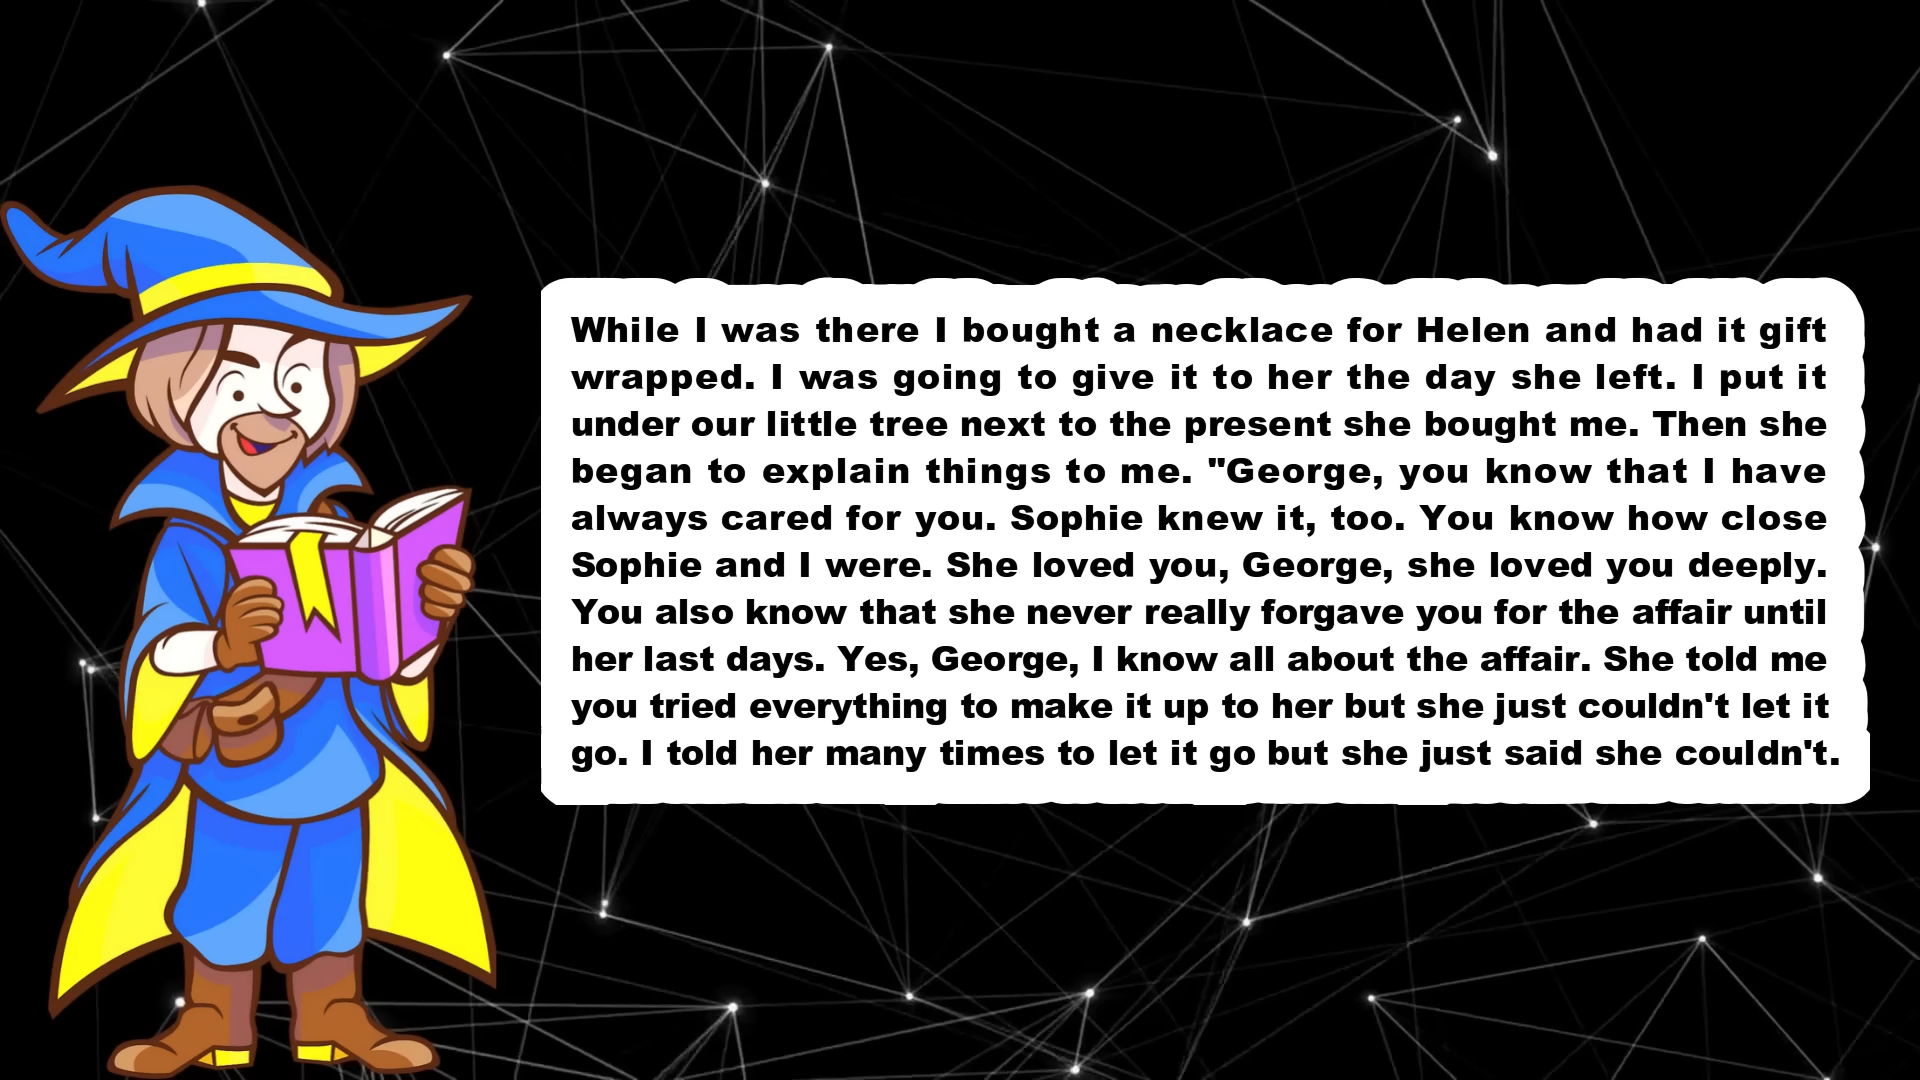 While I was there I bought a necklace for Helen and had it gift
wrapped. I was going to give it to her the day she left. I put it
under our little tree next to the present she bought me. Then she
began to explain things to me. "George, you know that I have
always cared for you. Sophie knew it, too. You know how close
Sophie and I were. She loved you, George, she loved you deeply.
You also know that she never really forgave you for the affair until
her last days. Yes, George, I know all about the affair. She told me
you tried everything to make it up to her but she just couldn't let it
go. I told her many times to let it go but she just said she couldn't.